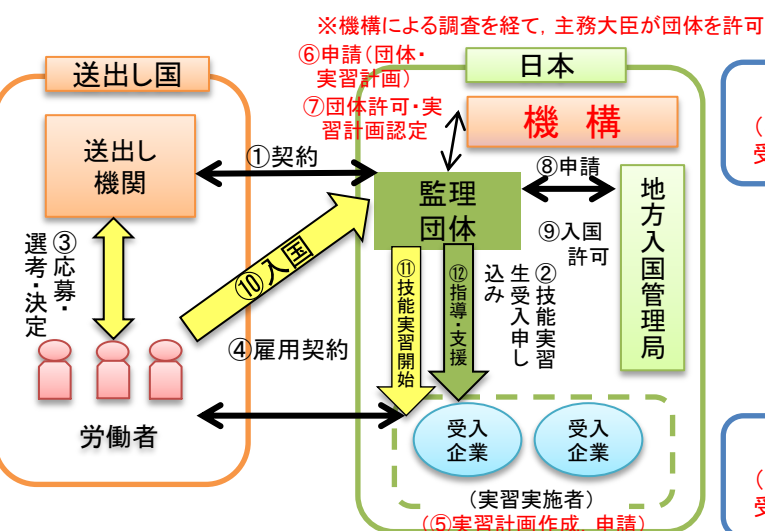 ※機構による調査を経て，主務大臣が団体を許可
⑥申請（団体・
実習計画）
⑦団体許可・実
習計画認定
送出し国
日本
送出し
機関
①契約
機　構
監理
団体
⑧申請
⑨入国
許可
地方入国管理局
③応募・
選考・決定
⑩入国
⑪技能実習開始
⑫指導・支援
②技能実習
生受入申し
込み
④雇用契約
労働者
受入
企業
受入
企業
（実習実施者）
（⑤実習計画作成，申請）
（
受
（
受